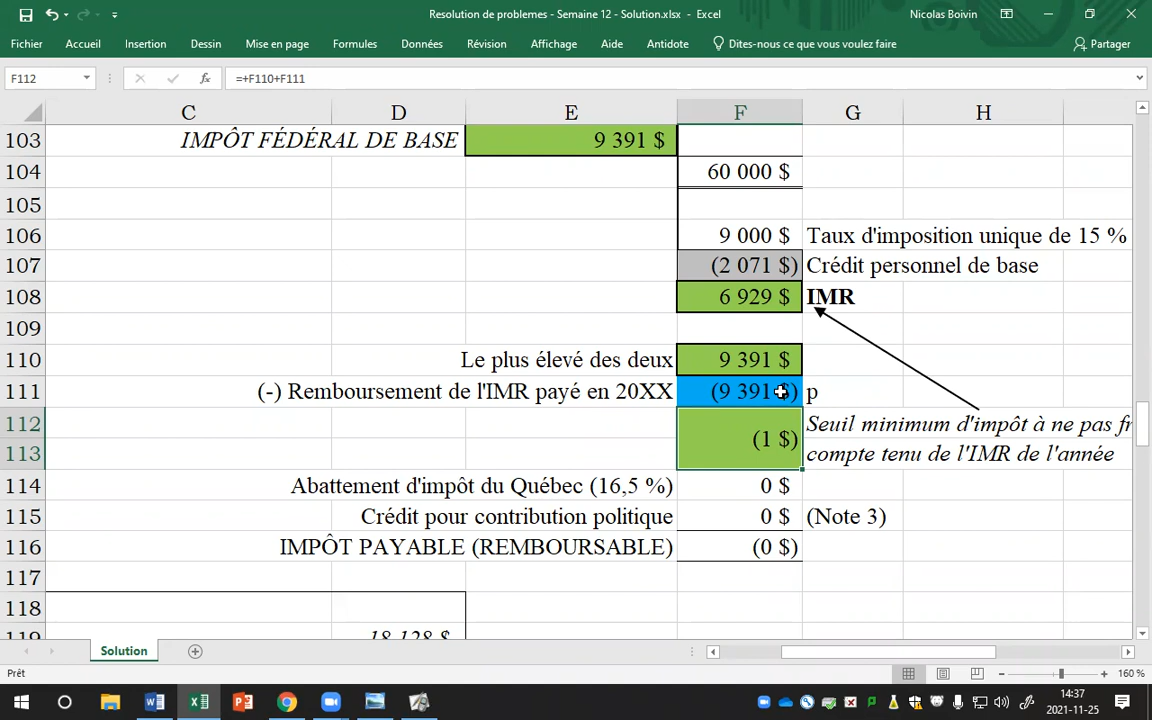 Resolution de problemes - Semaine 12 - Solution.xlsx - Excel
Nicolas Boivin
Fichier Accueil Insertion Dessin Mise en page Formules Données Révision Affichage Aide Antidote Dites-nous ce que vous voulez faire Partager
F112 fx =+F110+F111
C D E F G H
103 IMPÔT FÉDÉRAL DE BASE 9 391 $
104 60 000 $
105
106 9 000 $ Taux d'imposition unique de 15 %
107 (2 071 $) Crédit personnel de base
108 6 929 $ IMR
109
110 Le plus élevé des deux 9 391 $
111 (-) Remboursement de l'IMR payé en 20XX (9 391 $) p
112 Seuil minimum d'impôt à ne pas fr
(1 $)
113 compte tenu de l'IMR de l'année
114 Abattement d'impôt du Québec (16,5 %) 0 $
115 Crédit pour contribution politique 0 $ (Note 3)
116 IMPÔT PAYABLE (REMBOURSABLE) (0 $)
117
118
119 18 128 $
Solution
Prêt 160 %
14:37
2021-11-25